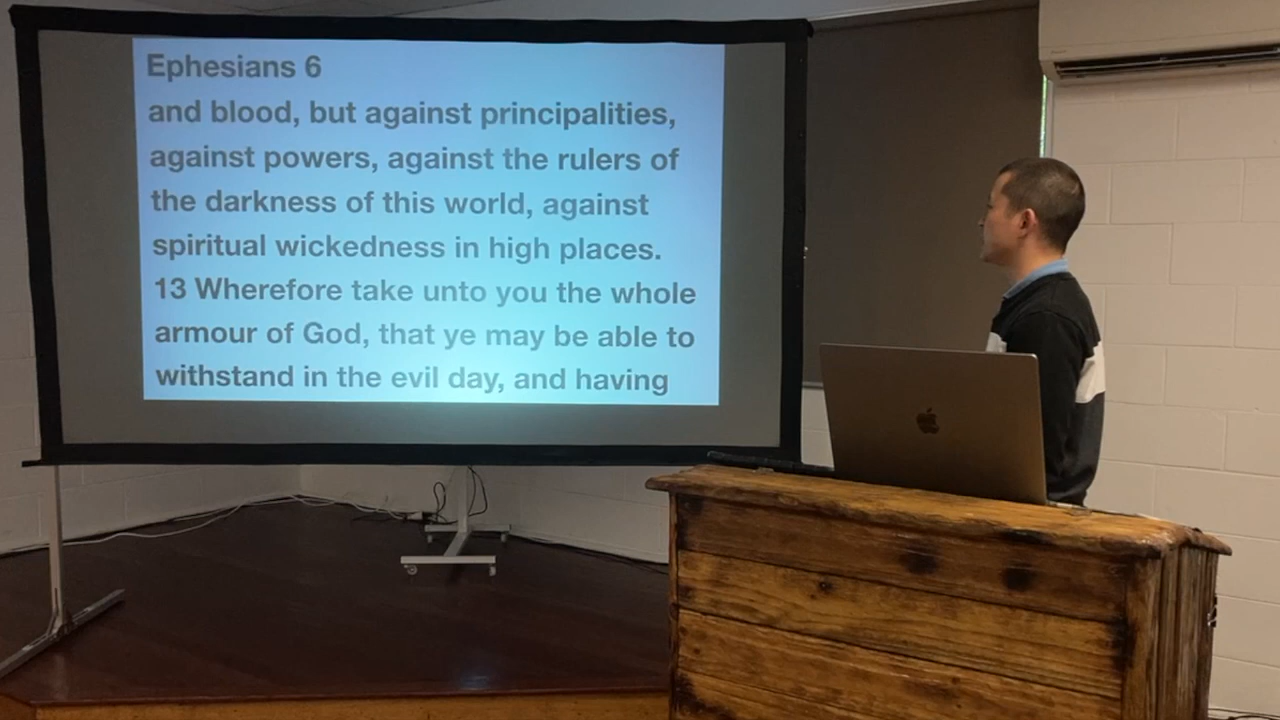 Ephesians 6
and blood, but against principalities,
against powers, against the rulers of
the darkness of this world, against
spiritual wickedness in high places.
13 Wherefore take unto you the whole
armour of God, that ye may be able to
withstand in the evil day, and having